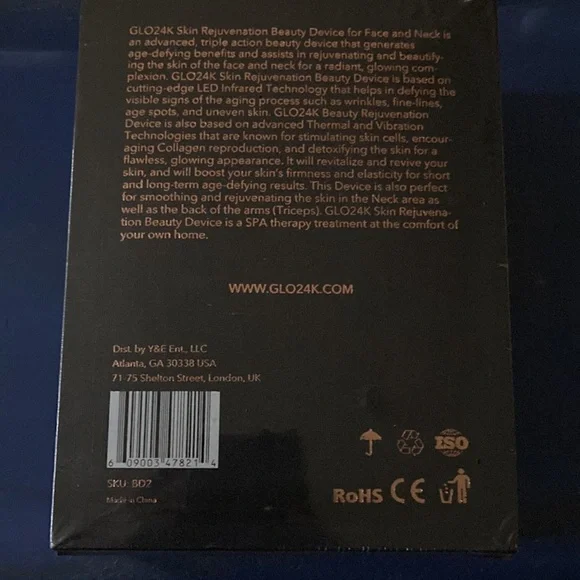 GLO24K Skin Rejuvenation Beauty Device for Face and Neck is
an advanced, triple action beauty device that generates
age-defying benefits and assists in rejuvenating and beautify-
ing the skin of the face and neck for a radiant, glowing com-
plexion. GLO24K Skin Rejuvenation Beauty Device is based on
cutting-edge LED Infrared Technology that helps in defying the
visible signs of the aging process such as wrinkles, fine-lines,
age spots, and uneven skin. GLO24K Beauty Rejuvenation
Device is also based on advanced Thermal and Vibration
Technologies that are known for stimulating skin cells, encour-
aging Collagen reproduction, and detoxifying the skin for a
flawless, glowing appearance. It will revitalize and revive your
skin, and will boost your skin's firmness and elasticity for short
and long-term age-defying results. This Device is also perfect
for smoothing and rejuvenating the skin in the Neck area as
well as the back of the arms (Triceps). GLO24K Skin Rejuvena-
tion Beauty Device is a SPA therapy treatment at the comfort of
your own home.
WWW.GLO24K.COM
Dist. by Y&E Ent., LLC
Atlanta, GA 30338 USA
71-75 Shelton Street, London, UK
6 09003 47821 4
SKU: BD2
Made in China
ISO
RoHS CE